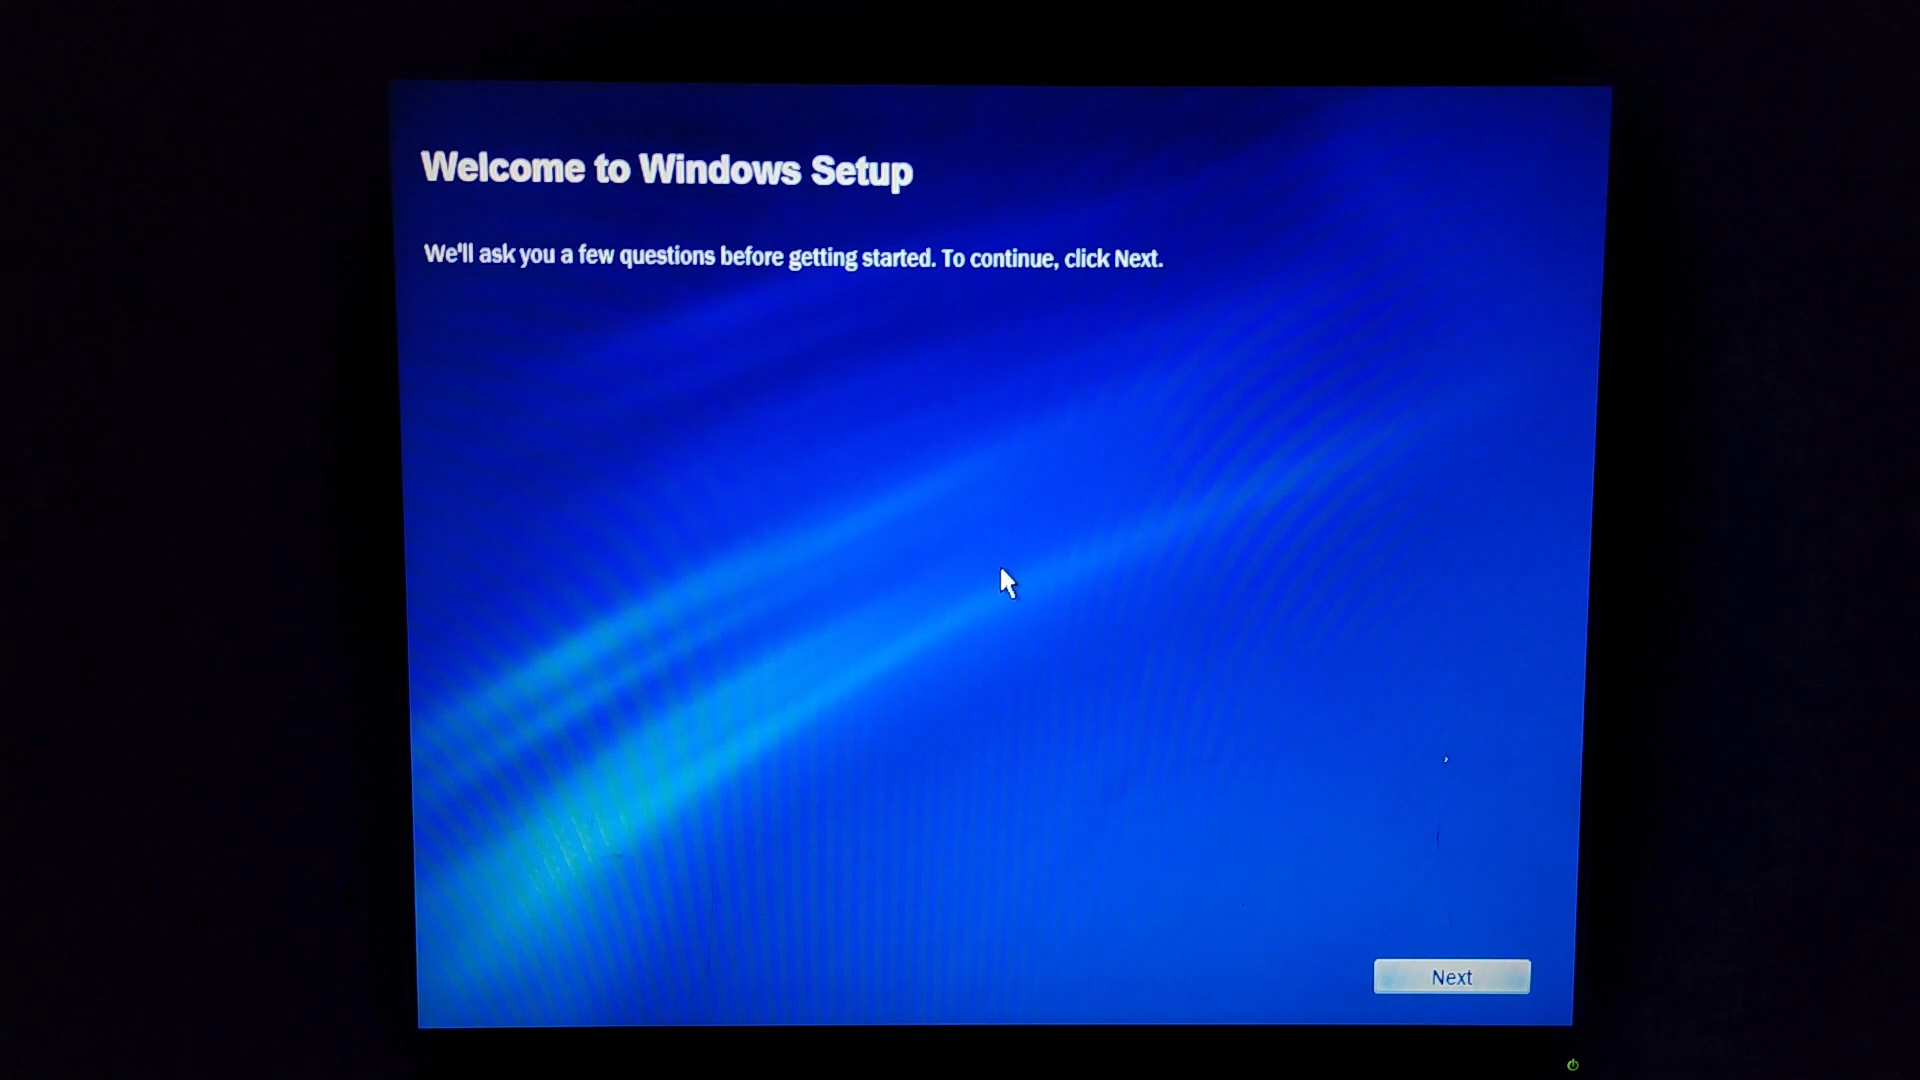 Welcome to Windows Setup
We'll ask you a few questions before getting started. To continue, click Next.
Next